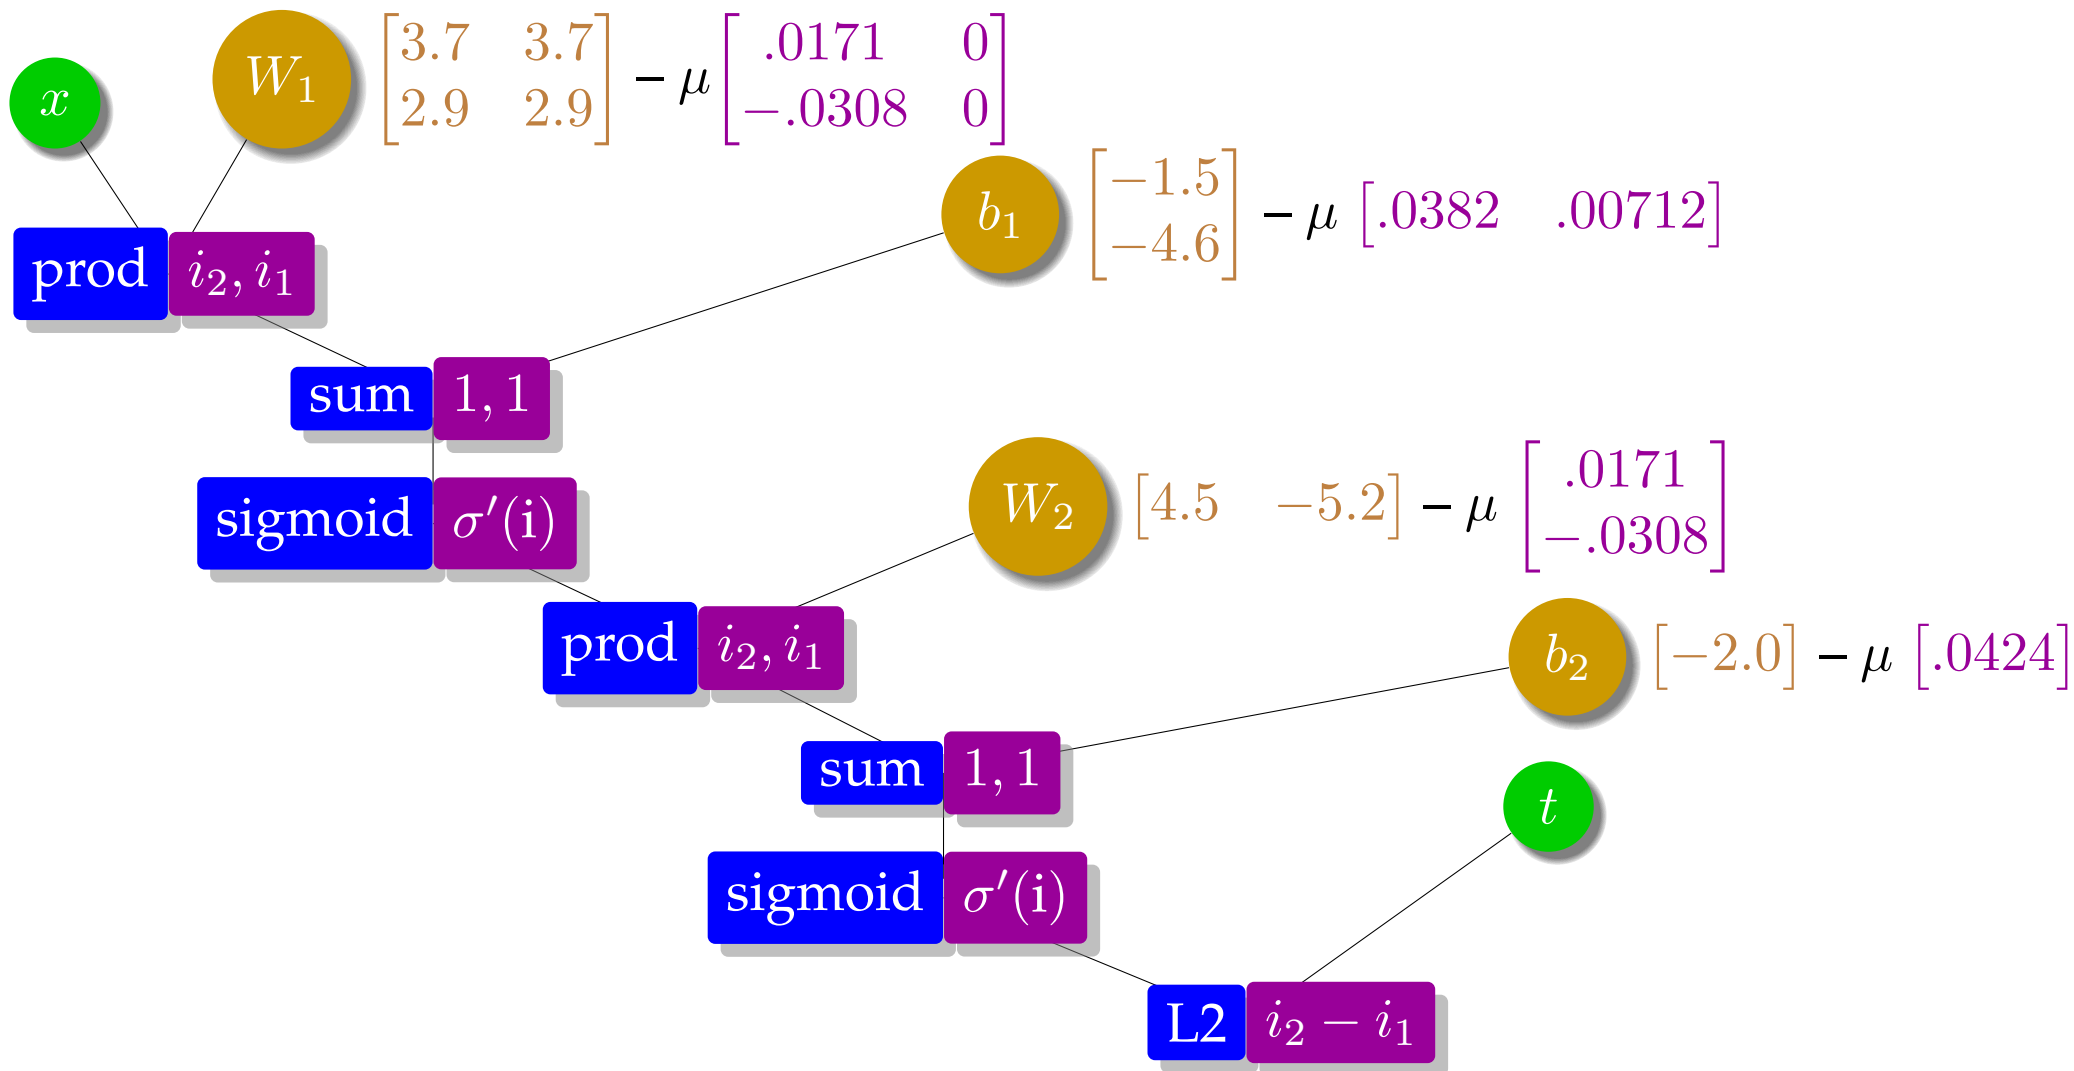 x
W₁ [3.7 3.7; 2.9 2.9] − μ [.0171 0; −.0308 0]
b₁ [−1.5; −4.6] − μ [.0382 .00712]
prod i₂, i₁
sum 1, 1
W₂ [4.5 −5.2] − μ [.0171; −.0308]
sigmoid σ′(i)
prod i₂, i₁
b₂ [−2.0] − μ [.0424]
sum 1, 1
t
sigmoid σ′(i)
L2 i₂ − i₁